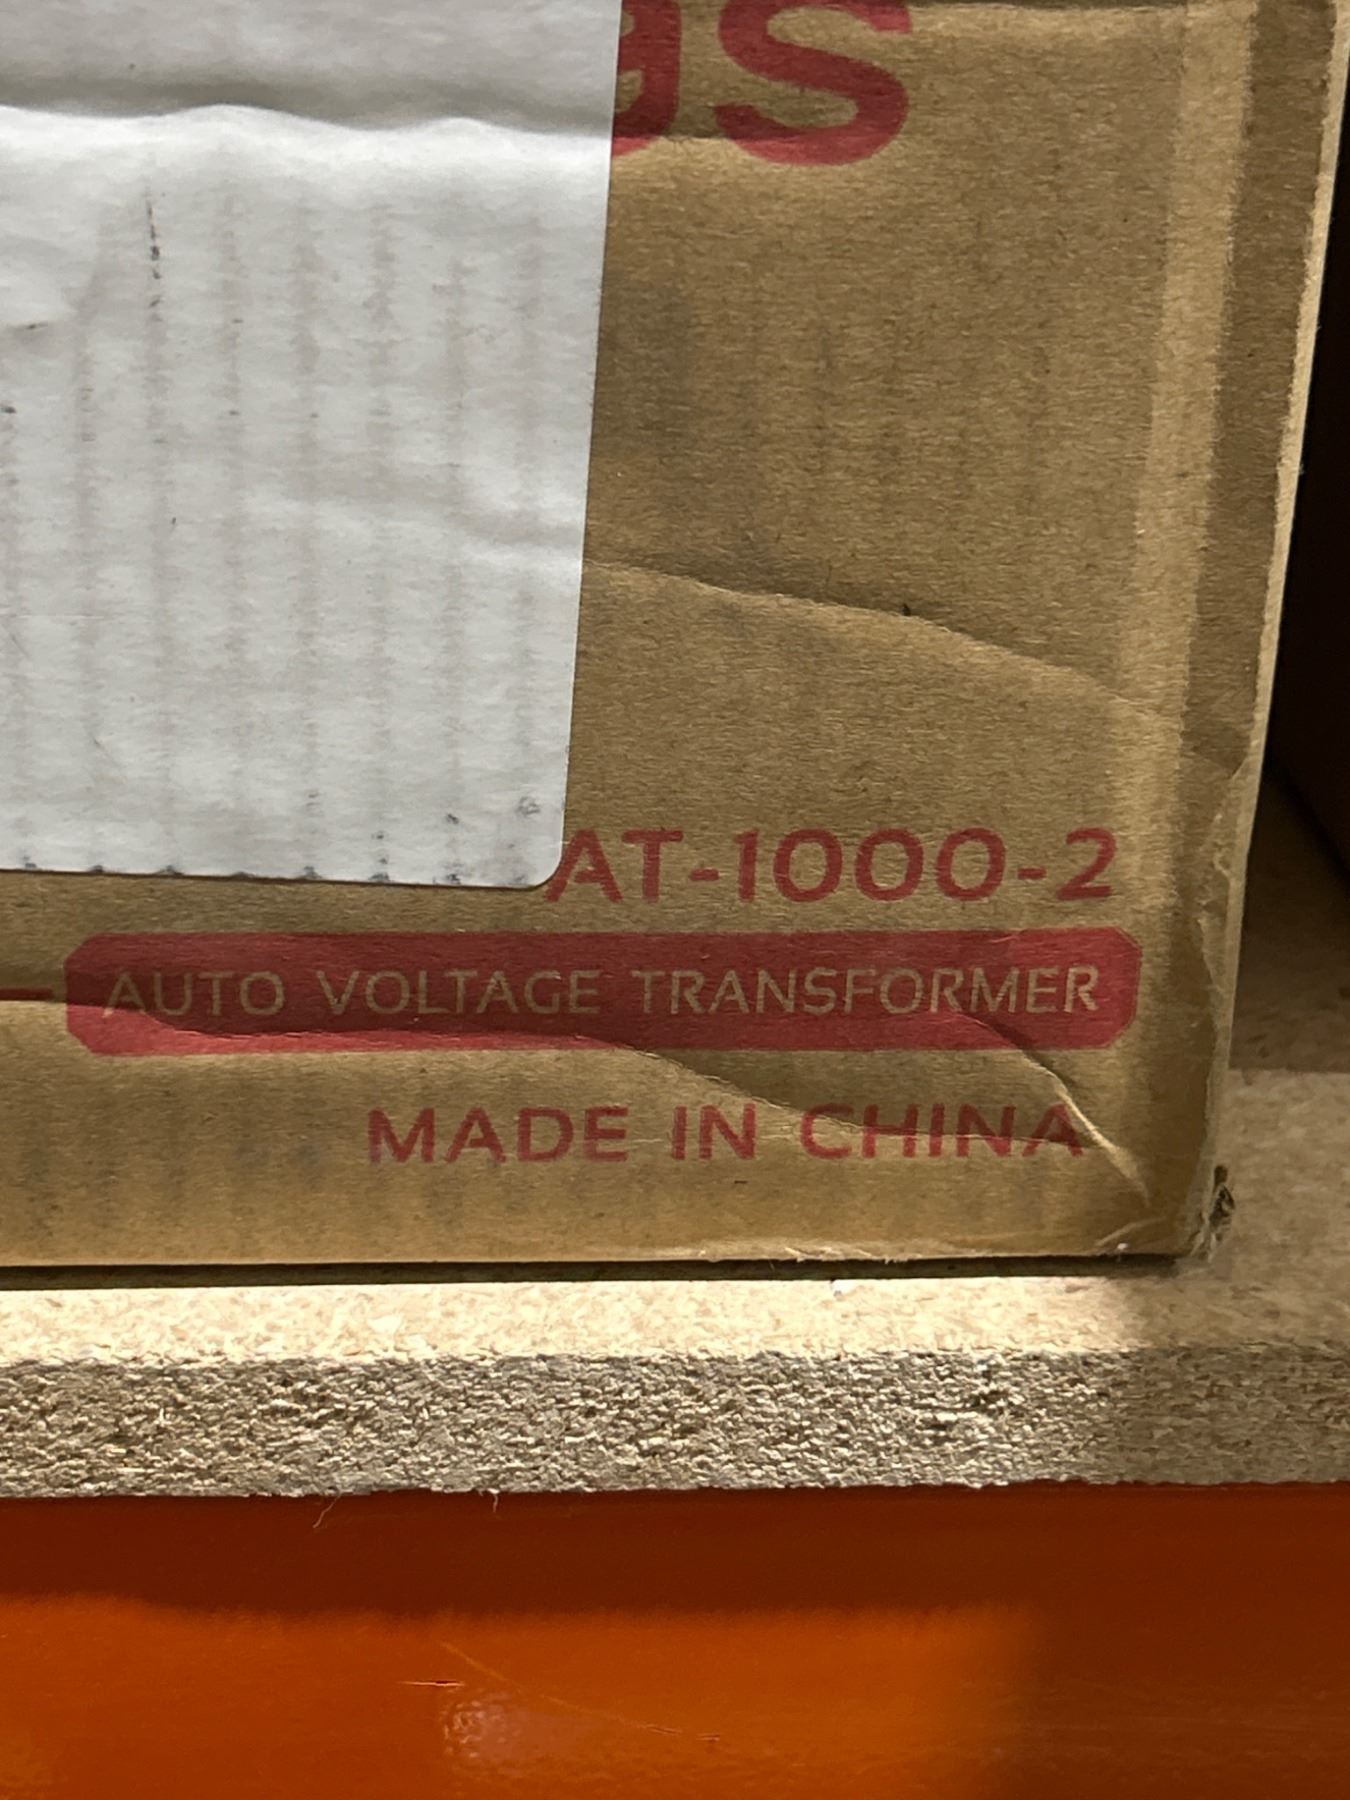 AT-1000-2
AUTO VOLTAGE TRANSFORMER
MADE IN CHINA